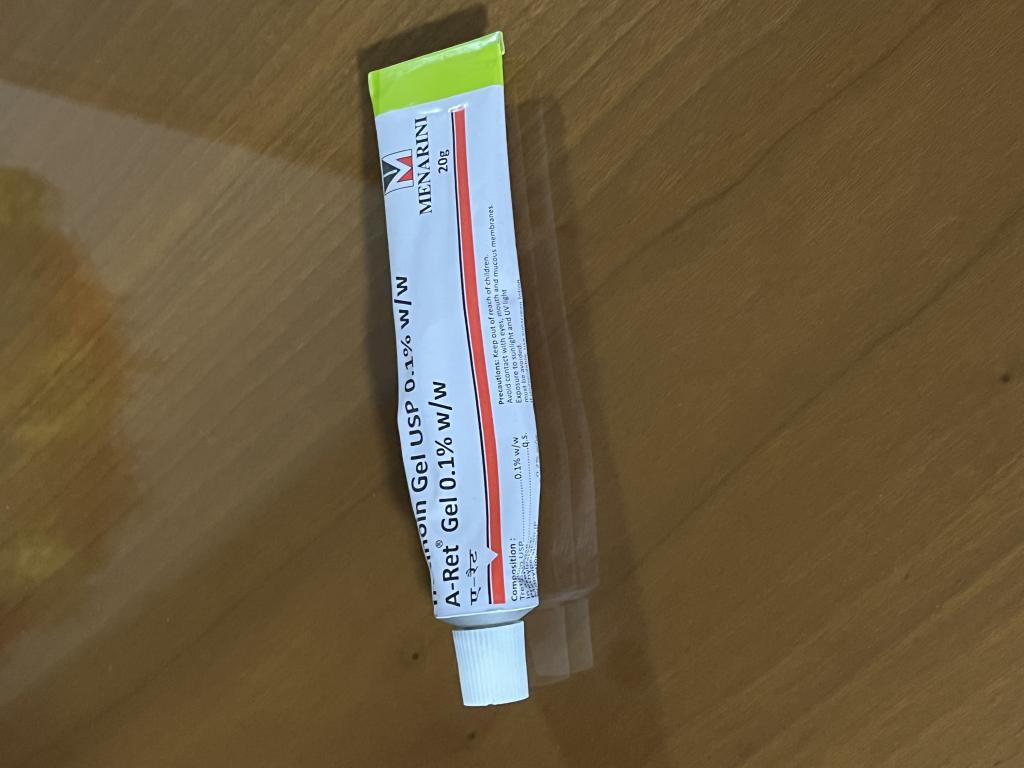 Gel USP 0.1% w/w
A-Ret® Gel 0.1% w/w
ए-रेट
MENARINI
20g
Composition :
USP 0.1% w/w
q.s.
Precautions: Keep out of reach of children.
Avoid contact with eyes, mouth and mucous membranes.
Exposure to sunlight and UV light
must be avoided.